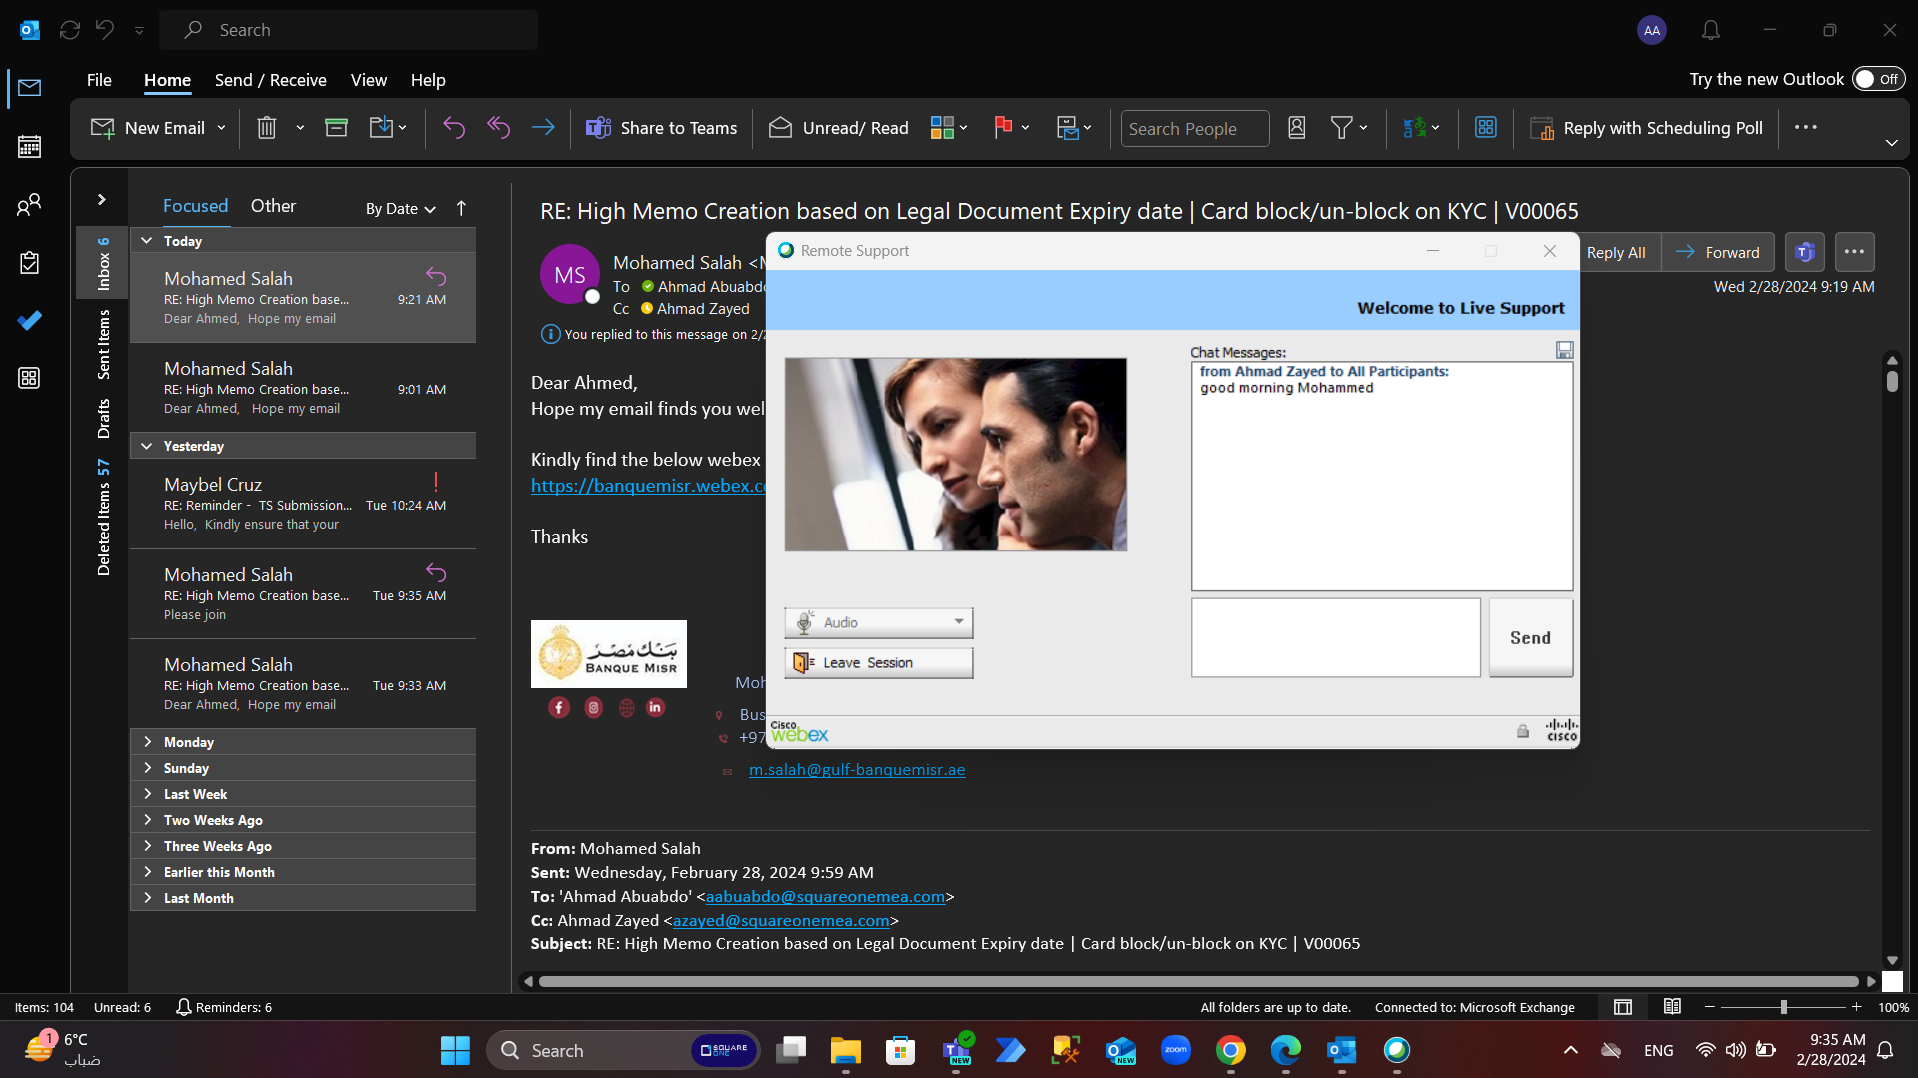 Search
AA
File
Home
Send / Receive
View
Help
Try the new Outlook
Off
New Email
Share to Teams
Unread/ Read
Search People
Reply with Scheduling Poll
Inbox 6
Sent Items
Drafts
Deleted Items 57
Focused
Other
By Date
Today
Mohamed Salah
RE: High Memo Creation base...
9:21 AM
Dear Ahmed, Hope my email
Mohamed Salah
RE: High Memo Creation base...
9:01 AM
Dear Ahmed, Hope my email
Yesterday
Maybel Cruz
RE: Reminder - TS Submission...
Tue 10:24 AM
Hello, Kindly ensure that your
Mohamed Salah
RE: High Memo Creation base...
Tue 9:35 AM
Please join
Mohamed Salah
RE: High Memo Creation base...
Tue 9:33 AM
Dear Ahmed, Hope my email
Monday
Sunday
Last Week
Two Weeks Ago
Three Weeks Ago
Earlier this Month
Last Month
RE: High Memo Creation based on Legal Document Expiry date | Card block/un-block on KYC | V00065
MS
Mohamed Salah <M
To Ahmad Abuabdo
Cc Ahmad Zayed
Reply All
Forward
Wed 2/28/2024 9:19 AM
You replied to this message on 2/2
Dear Ahmed,
Hope my email finds you wel
Kindly find the below webex
https://banquemisr.webex.c
Thanks
بنك مصر
BANQUE MISR
Moh
Bus
+97
m.salah@gulf-banquemisr.ae
Remote Support
Welcome to Live Support
Chat Messages:
from Ahmad Zayed to All Participants:
good morning Mohammed
Audio
Leave Session
Send
Cisco
webex
cisco
From: Mohamed Salah
Sent: Wednesday, February 28, 2024 9:59 AM
To: 'Ahmad Abuabdo' <aabuabdo@squareonemea.com>
Cc: Ahmad Zayed <azayed@squareonemea.com>
Subject: RE: High Memo Creation based on Legal Document Expiry date | Card block/un-block on KYC | V00065
Items: 104
Unread: 6
Reminders: 6
All folders are up to date.
Connected to: Microsoft Exchange
100%
1
6°C
ضباب
Search
SQUARE ONE
NEW
NEW
zoom
ENG
9:35 AM
2/28/2024